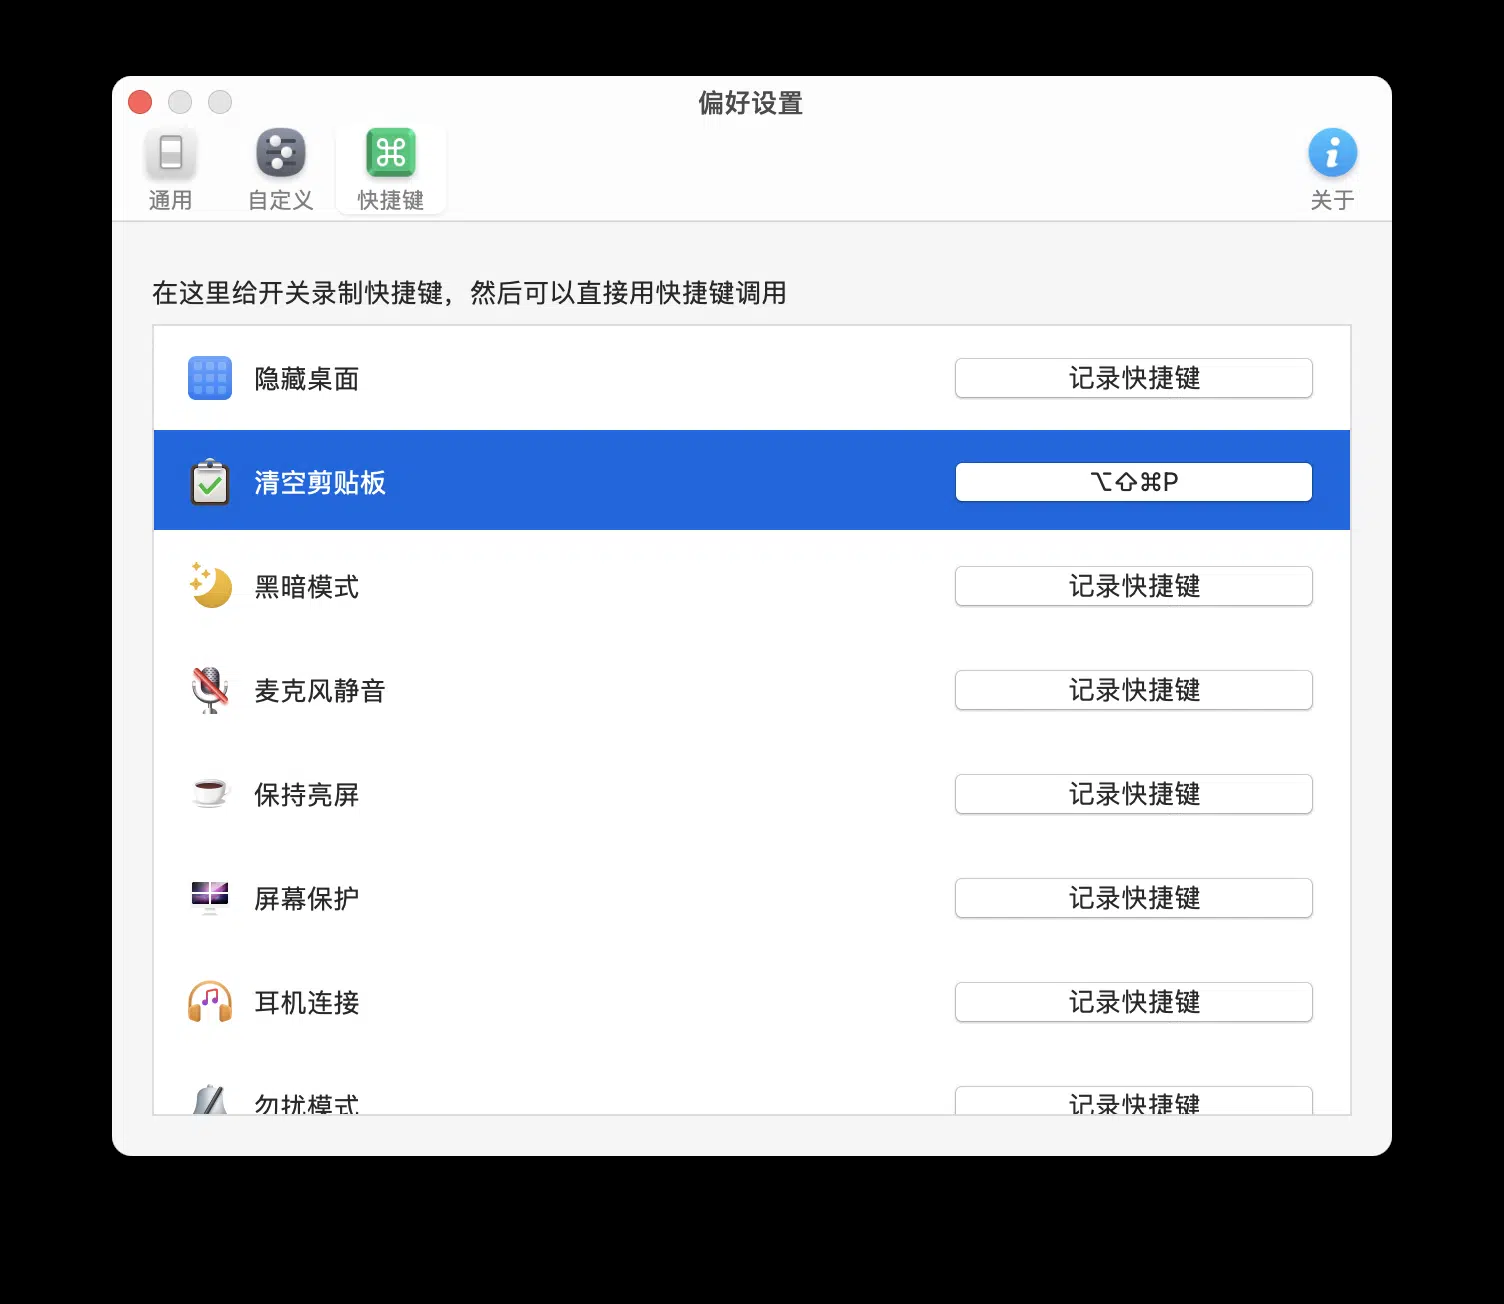 偏好设置
通用
自定义
快捷键
关于
在这里给开关录制快捷键，然后可以直接用快捷键调用
隐藏桌面
记录快捷键
清空剪贴板
⌥⇧⌘P
黑暗模式
记录快捷键
麦克风静音
记录快捷键
保持亮屏
记录快捷键
屏幕保护
记录快捷键
耳机连接
记录快捷键
勿扰模式
记录快捷键